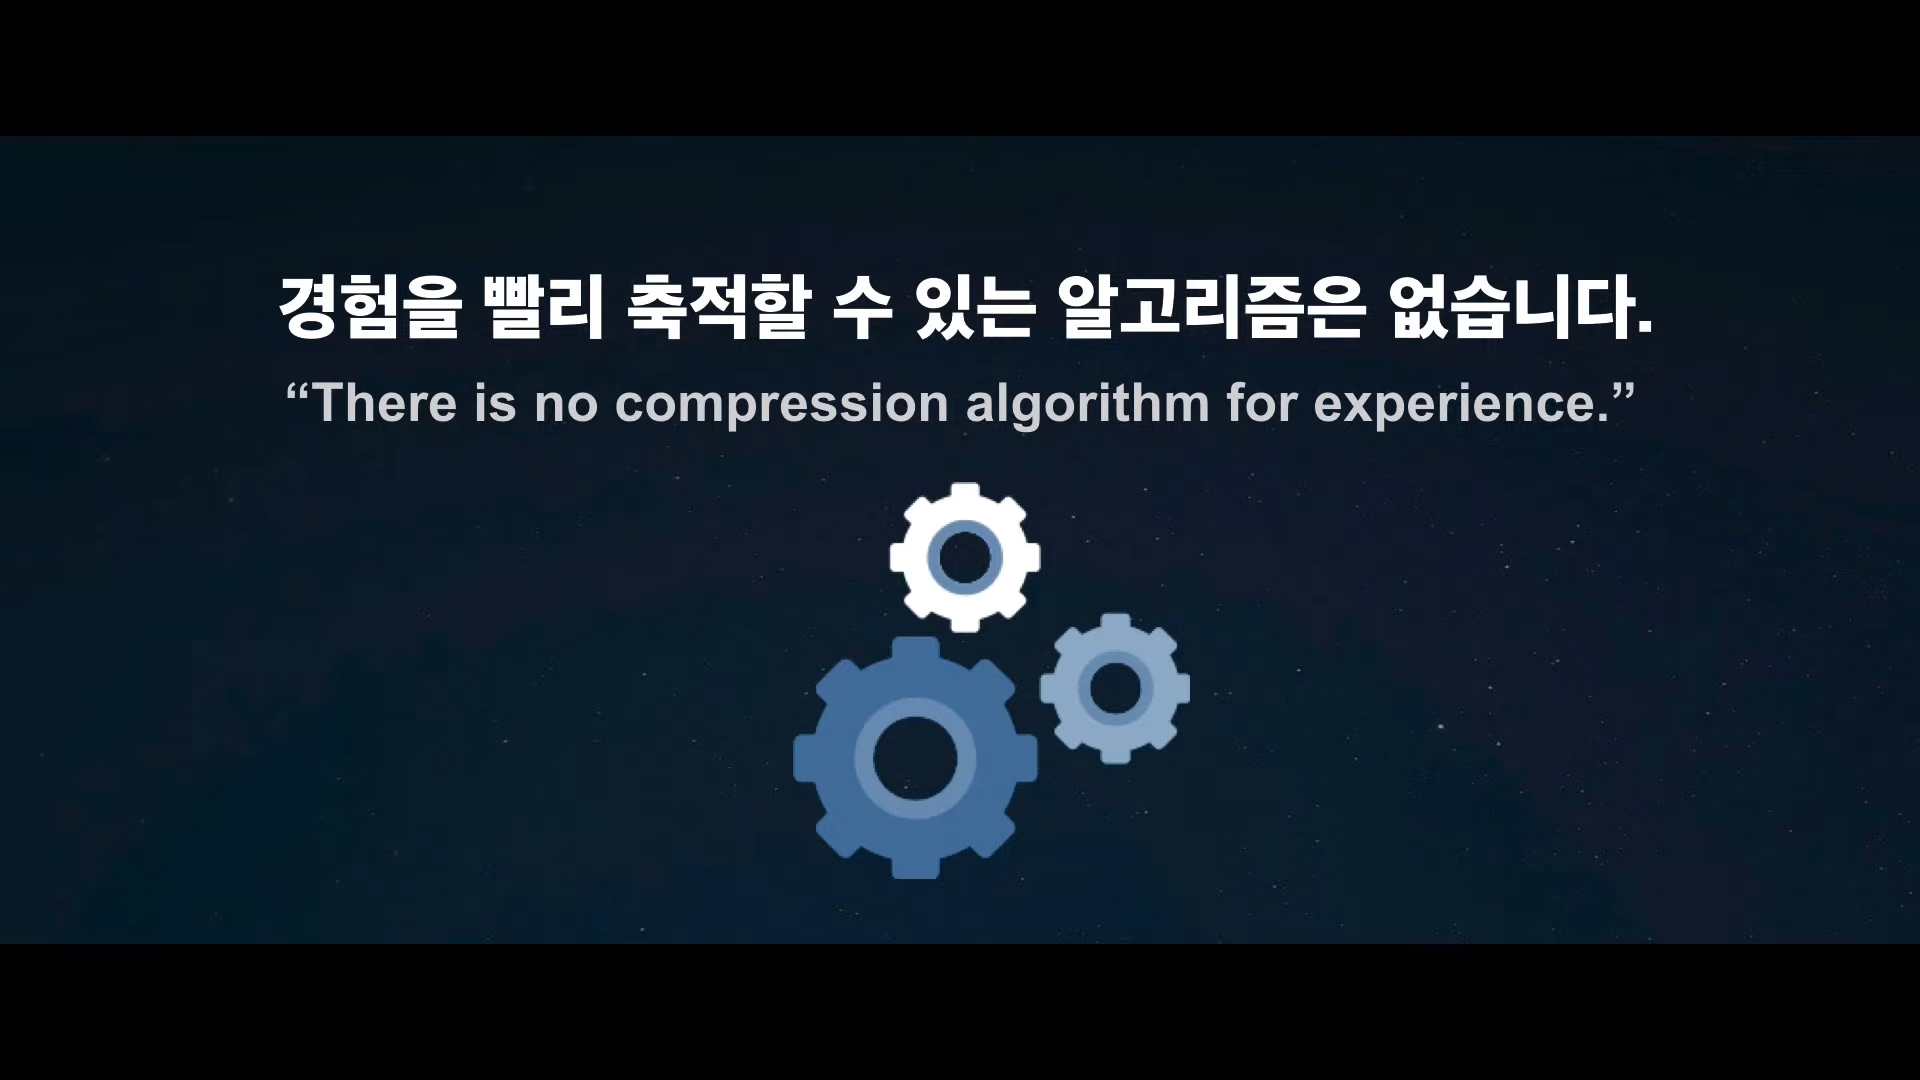 경험을 빨리 축적할 수 있는 알고리즘은 없습니다.
“There is no compression algorithm for experience.”